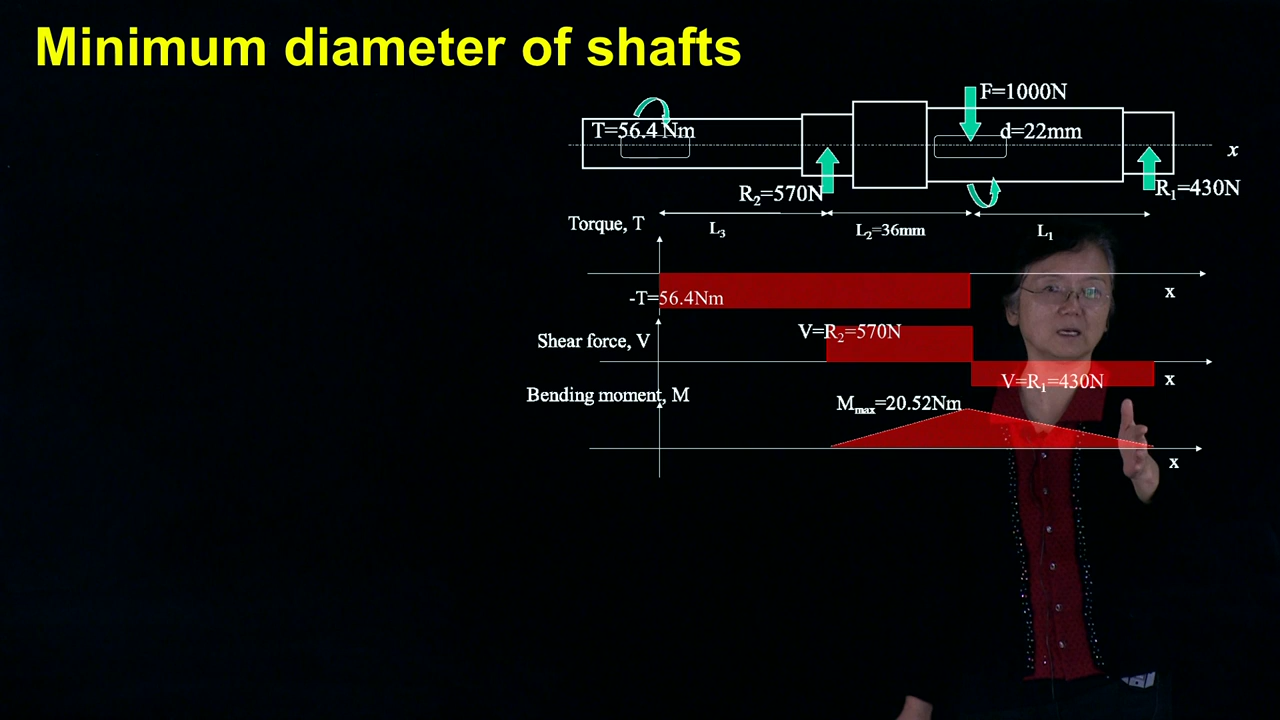 Minimum diameter of shafts
F=1000N
T=56.4 Nm
d=22mm
x
R2=570N
R1=430N
L3
L2=36mm
L1
Torque, T
x
-T=56.4Nm
V=R2=570N
Shear force, V
x
V=R1=430N
Bending moment, M
Mmax=20.52Nm
x